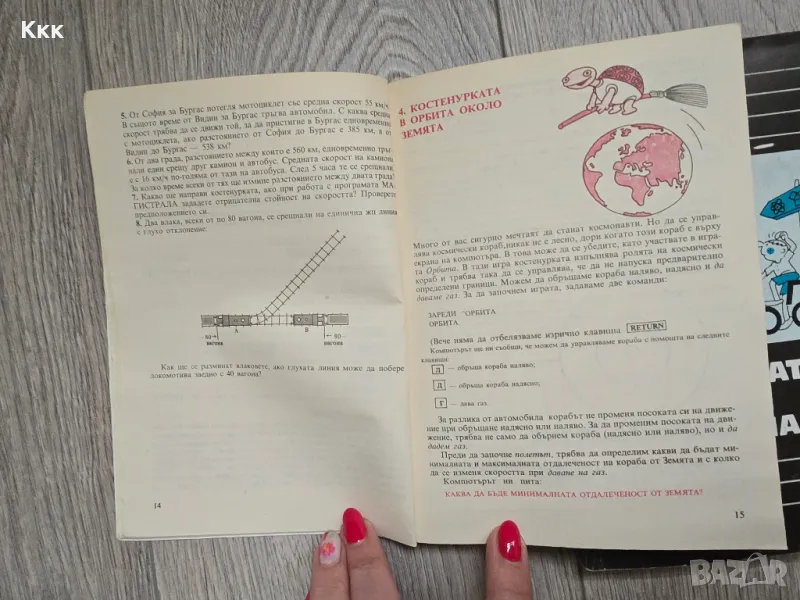 Kкк
5. От София за Бургас потегля мотоциклет със средна скорост 55 km/h.
В същото време от Видин за Бургас тръгва автомобил. С каква средна
скорост трябва да се движи той, за да пристигне в Бургас едновременно
с мотоциклета, ако разстоянието от София до Бургас е 385 km, а от
Видин до Бургас — 538 km?
6. От два града, разстоянието между които е 560 km, едновременно тръг-
вали един срещу друг камион и автобус. Средната скорост на камиона
е с 16 km/h по-голяма от тази на автобуса. След 5 часа те се срещнали.
За колко време всеки от тях ще измине разстоянието между двата града?
7. Какво ще направи костенурката, ако при работа с програмата МА-
ГИСТРАЛА зададете отрицателна стойност на скоростта? Проверете
предположението си.
8. Два влака, всеки от по 80 вагона, се срещнали на единична жп линия
с глухо отклонение.
A
B
80
вагона
80
вагона
Как ще се разминат влаковете, ако глухата линия може да побере
локомотива заедно с 40 вагона?
14
4. КОСТЕНУРКАТА
В ОРБИТА ОКОЛО
ЗЕМЯТА
Много от вас сигурно мечтаят да станат космонавти. Но да се управ-
лява космически кораб, никак не е лесно, дори когато този кораб е върху
екрана на компютъра. В това може да се убедите, като участвате в игра-
та Орбита. В тази игра костенурката изпълнява ролята на космически
кораб и трябва така да се управлява, че да не напуска предварително
определени граници. Можем да обръщаме кораба наляво, надясно и да
даваме газ. За да започнем играта, задаваме две команди:
ЗАРЕДИ "ОРБИТА
ОРБИТА
(Вече няма да отбелязваме изрично клавиша RETURN
Компютърът ще ни съобщи, че можем да управляваме кораба с помощта на следните
клавиши:
Л — обръща кораба наляво;
Д — обръща кораба надясно;
Г — дава газ.
За разлика от автомобила корабът не променя посоката си на движе-
ние при обръщане надясно или наляво. За да променим посоката на дви-
жение, трябва не само да обърнем кораба (надясно или наляво), но и да
дадем газ.
Преди да започне полетът, трябва да определим какви да бъдат ми-
нималната и максималната отдалеченост на кораба от Земята и с колко
да се изменя скоростта при даване на газ.
Компютърът ни пита:
КАКВА ДА БЪДЕ МИНИМАЛНАТА ОТДАЛЕЧЕНОСТ ОТ ЗЕМЯТА?
15
АТ
А
BAZAR